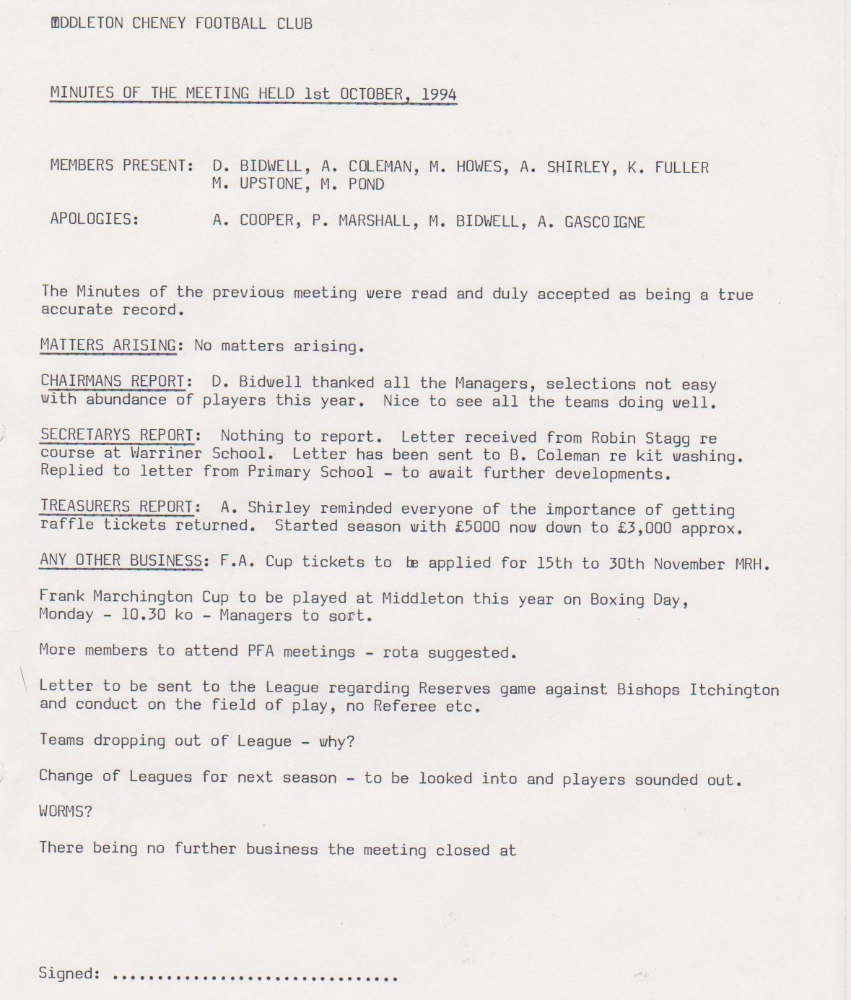 MIDDLETON CHENEY FOOTBALL CLUB
MINUTES OF THE MEETING HELD 1st OCTOBER, 1994
MEMBERS PRESENT: D. BIDWELL, A. COLEMAN, M. HOWES, A. SHIRLEY, K. FULLER
M. UPSTONE, M. POND
APOLOGIES: A. COOPER, P. MARSHALL, M. BIDWELL, A. GASCOIGNE
The Minutes of the previous meeting were read and duly accepted as being a true
accurate record.
MATTERS ARISING: No matters arising.
CHAIRMANS REPORT: D. Bidwell thanked all the Managers, selections not easy
with abundance of players this year. Nice to see all the teams doing well.
SECRETARYS REPORT: Nothing to report. Letter received from Robin Stagg re
course at Warriner School. Letter has been sent to B. Coleman re kit washing.
Replied to letter from Primary School - to await further developments.
TREASURERS REPORT: A. Shirley reminded everyone of the importance of getting
raffle tickets returned. Started season with £5000 now down to £3,000 approx.
ANY OTHER BUSINESS: F.A. Cup tickets to be applied for 15th to 30th November MRH.
Frank Marchington Cup to be played at Middleton this year on Boxing Day,
Monday - 10.30 ko - Managers to sort.
More members to attend PFA meetings - rota suggested.
Letter to be sent to the League regarding Reserves game against Bishops Itchington
and conduct on the field of play, no Referee etc.
Teams dropping out of League - why?
Change of Leagues for next season - to be looked into and players sounded out.
WORMS?
There being no further business the meeting closed at
Signed: ................................